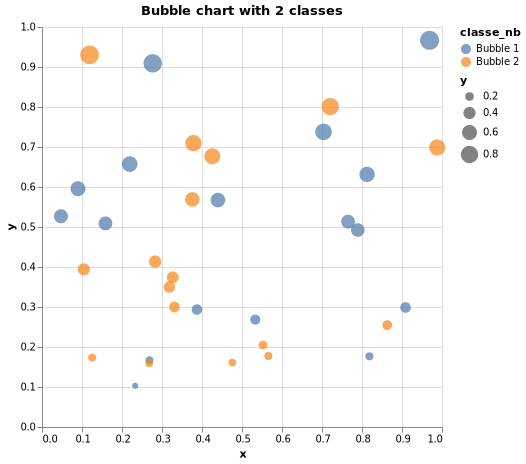 Bubble chart with 2 classes
1.0
0.9
0.8
0.7
0.6
0.5
0.4
0.3
0.2
0.1
0.0
y
0.0 0.1 0.2 0.3 0.4 0.5 0.6 0.7 0.8 0.9 1.0
x
classe_nb
Bubble 1
Bubble 2
y
0.2
0.4
0.6
0.8